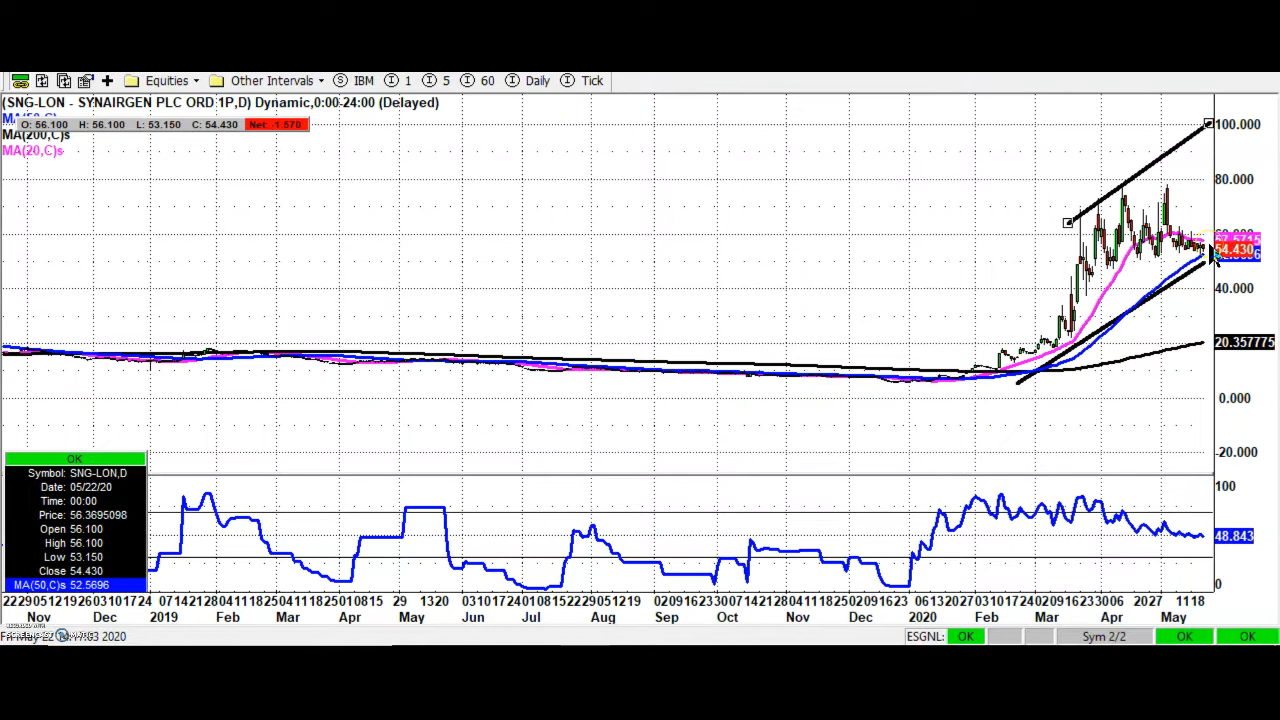 Equities Other Intervals S IBM I 1 I 5 I 60 I Daily I Tick
(SNG-LON - SYNAIRGEN PLC ORD 1P,D) Dynamic,0:00-24:00 (Delayed)
O: 56.100 H: 56.100 L: 53.150 C: 54.430 Net: -1.570
MA(200,C)s
MA(20,C)s
100.000
80.000
54.430
40.000
20.357775
0.000
-20.000
OK
Symbol: SNG-LON,D
Date: 05/22/20
Time: 00:00
Price: 56.3695098
Open 56.100
High 56.100
Low 53.150
Close 54.430
MA(50,C)s 52.5696
100
48.843
0
Nov Dec 2019 Feb Mar Apr May Jun Jul Aug Sep Oct Nov Dec 2020 Feb Mar Apr May
2020
ESGNL: OK Sym 2/2 OK OK